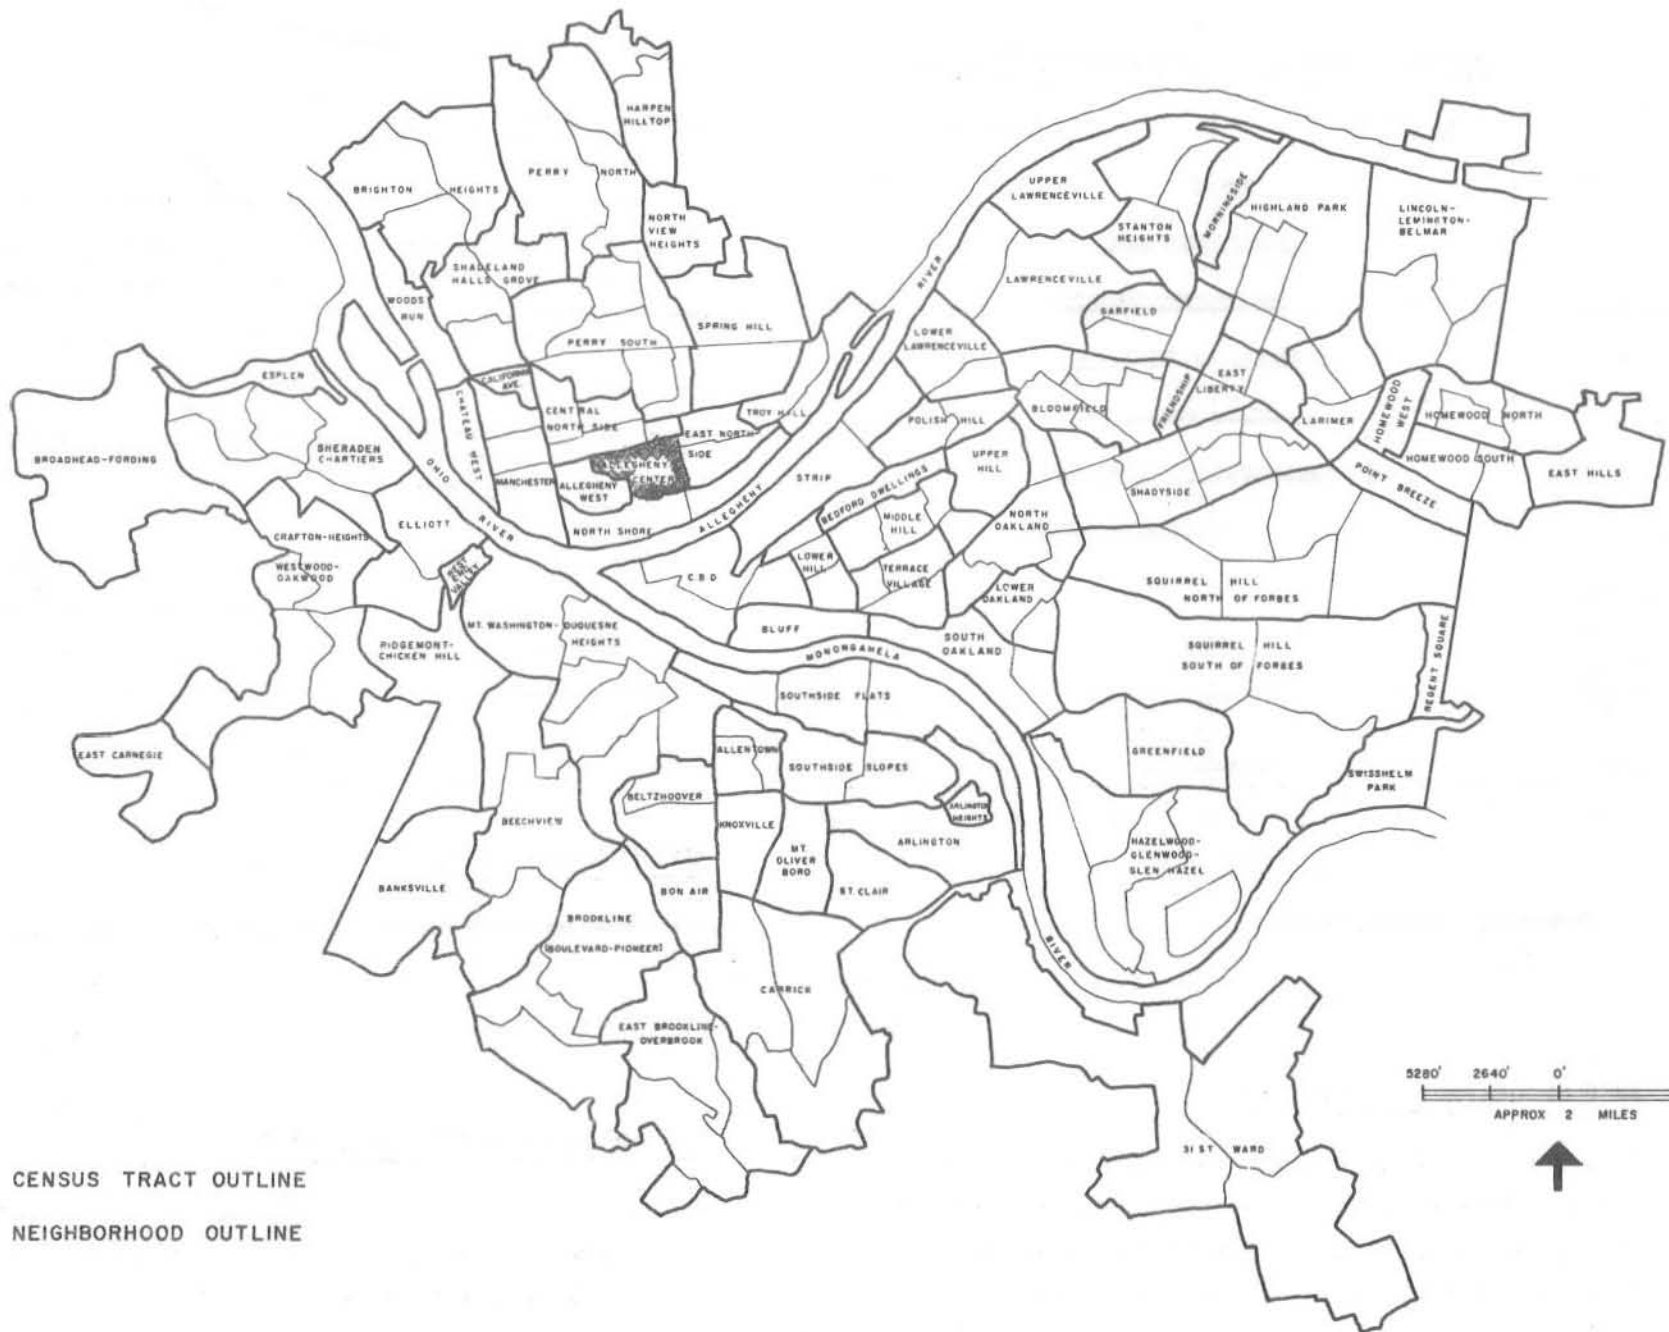 HARPEN
HILLTOP
PERRY NORTH
BRIGHTON HEIGHTS
NORTH
VIEW
HEIGHTS
SHADELAND
HALLS GROVE
WOODS
RUN
SPRING HILL
PERRY SOUTH
CALIFORNIA
AVE.
CHATEAU WEST
CENTRAL
NORTH SIDE
TROY HILL
EAST NORTH
SIDE
ALLEGHENY
CENTER
MANCHESTER
ALLEGHENY
WEST
NORTH SHORE
ESPLEN
BROADHEAD-FORDING
SHERADEN
CHARTIERS
OHIO
RIVER
ALLEGHENY
RIVER
ELLIOTT
CRAFTON-HEIGHTS
WESTWOOD-
OAKWOOD
WEST
END
VALLEY
RIDGEMONT-
CHICKEN HILL
MT. WASHINGTON-DUQUESNE
HEIGHTS
EAST CARNEGIE
UPPER
LAWRENCEVILLE
STANTON
HEIGHTS
MORNINGSIDE
HIGHLAND PARK
LINCOLN-
LEMINGTON-
BELMAR
LAWRENCEVILLE
GARFIELD
LOWER
LAWRENCEVILLE
EAST
LIBERTY
FRIENDSHIP
BLOOMFIELD
POLISH HILL
LARIMER
HOMEWOOD
WEST
HOMEWOOD NORTH
HOMEWOOD SOUTH
EAST HILLS
POINT BREEZE
SHADYSIDE
STRIP
UPPER
HILL
BEDFORD DWELLINGS
MIDDLE
HILL
NORTH
OAKLAND
LOWER
HILL
TERRACE
VILLAGE
C B D
LOWER
OAKLAND
BLUFF
SOUTH
OAKLAND
SQUIRREL HILL
NORTH OF FORBES
SQUIRREL HILL
SOUTH OF FORBES
REGENT SQUARE
MONONGAHELA
RIVER
SOUTHSIDE FLATS
GREENFIELD
SWISSHELM
PARK
ALLENTOWN
SOUTHSIDE SLOPES
BELTZHOOVER
BEECHVIEW
KNOXVILLE
ARLINGTON
HEIGHTS
ARLINGTON
MT.
OLIVER
BORO
ST. CLAIR
HAZELWOOD-
GLENWOOD-
GLEN HAZEL
BANKSVILLE
BON AIR
BROOKLINE
(BOULEVARD-PIONEER)
CARRICK
EAST BROOKLINE-
OVERBROOK
31 ST WARD
5280' 2640' 0'
APPROX 2 MILES
CENSUS TRACT OUTLINE
NEIGHBORHOOD OUTLINE